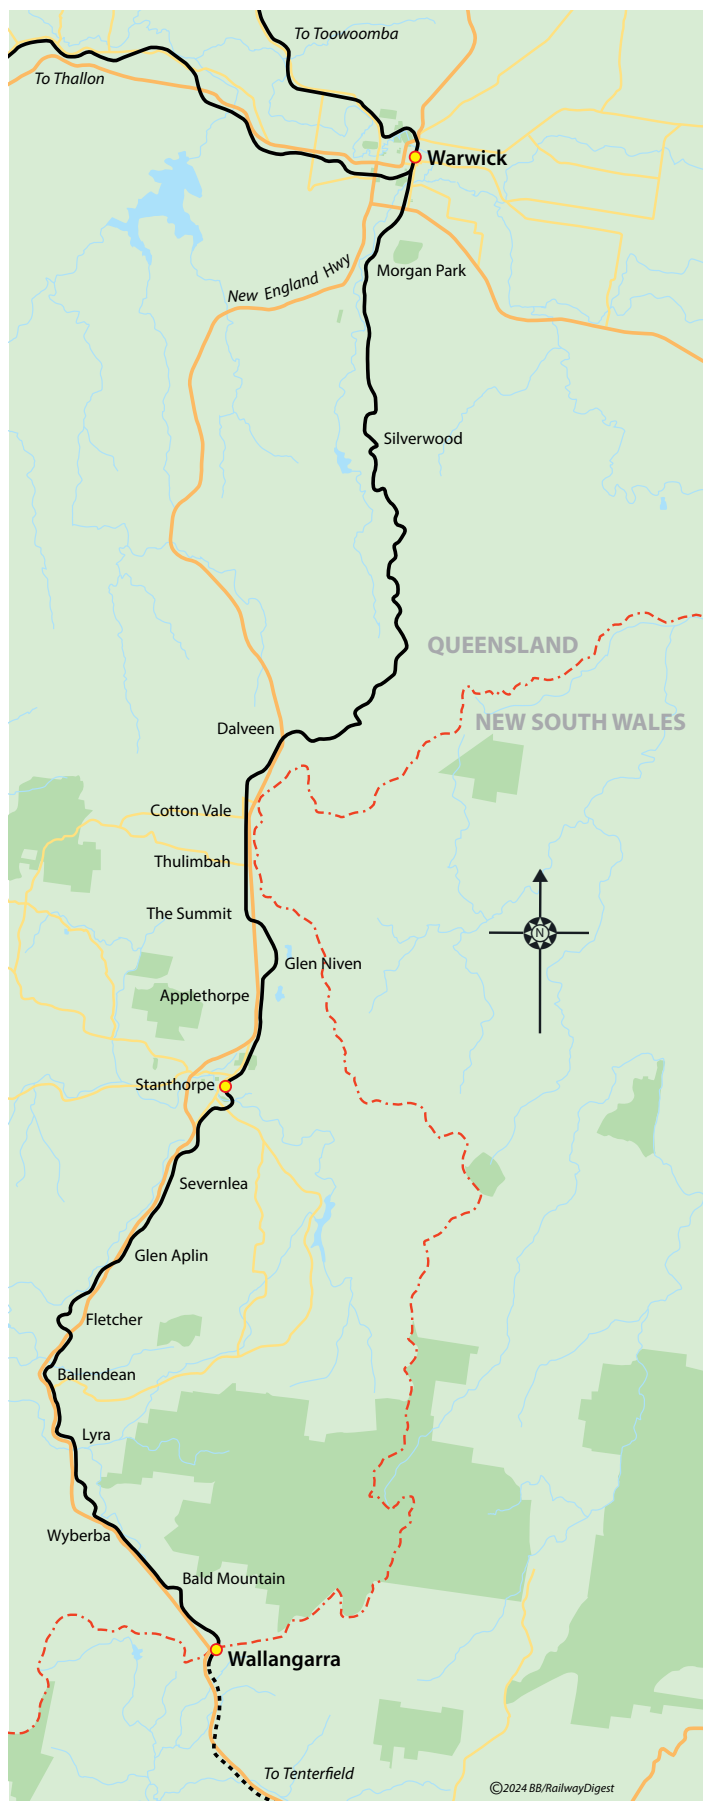 To Toowoomba
To Thallon
Warwick
New England Hwy
Morgan Park
Silverwood
QUEENSLAND
NEW SOUTH WALES
Dalveen
Cotton Vale
Thulimbah
The Summit
N
Glen Niven
Applethorpe
Stanthorpe
Severnlea
Glen Aplin
Fletcher
Ballendean
Lyra
Wyberba
Bald Mountain
Wallangarra
To Tenterfield
©2024 BB/RailwayDigest